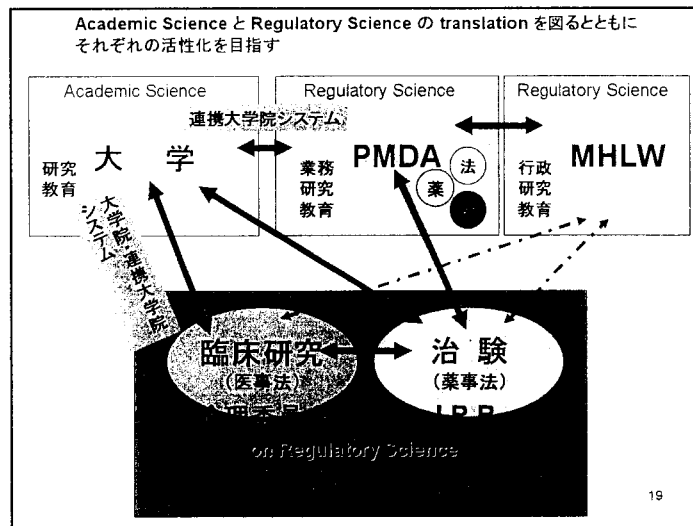 Academic Science と Regulatory Science の translation を図るとともに
それぞれの活性化を目指す
Academic Science
Regulatory Science
Regulatory Science
連携大学院システム
研究
教育
大 学
業務
研究
教育
PMDA
法
薬
行政
研究
教育
MHLW
大学院・連携大学院
システム
臨床研究
(医事法)
治 験
(薬事法)
IRB
on Regulatory Science
19